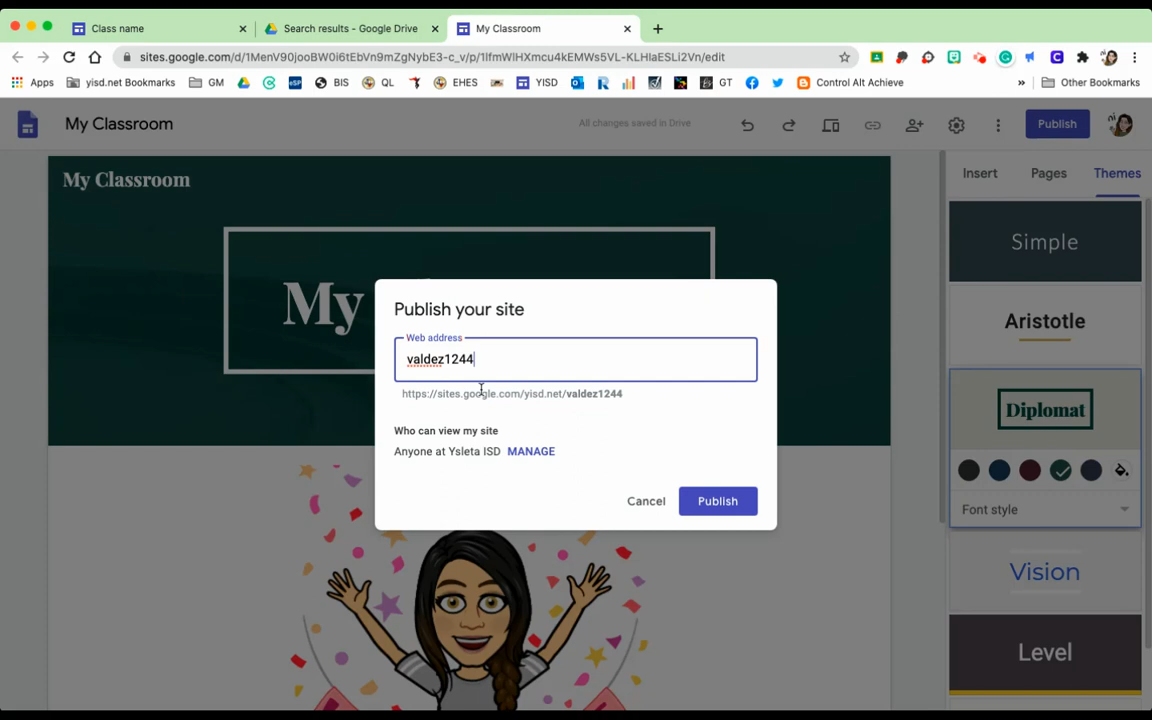 Class name
Search results - Google Drive
My Classroom
sites.google.com/d/1MenV90jooBW0i6tEbVn9mZgNybE3-c_v/p/1lfmWlHXmcu4kEMWs5VL-KLHlaESLi2Vn/edit
Apps
yisd.net Bookmarks
GM
BIS
QL
EHES
YISD
GT
Control Alt Achieve
»
Other Bookmarks
My Classroom
All changes saved in Drive
Publish
My Classroom
Insert
Pages
Themes
My
Simple
Aristotle
Diplomat
Font style
Vision
Level
Publish your site
Web address
valdez1244
https://sites.google.com/yisd.net/valdez1244
Who can view my site
Anyone at Ysleta ISD MANAGE
Cancel
Publish